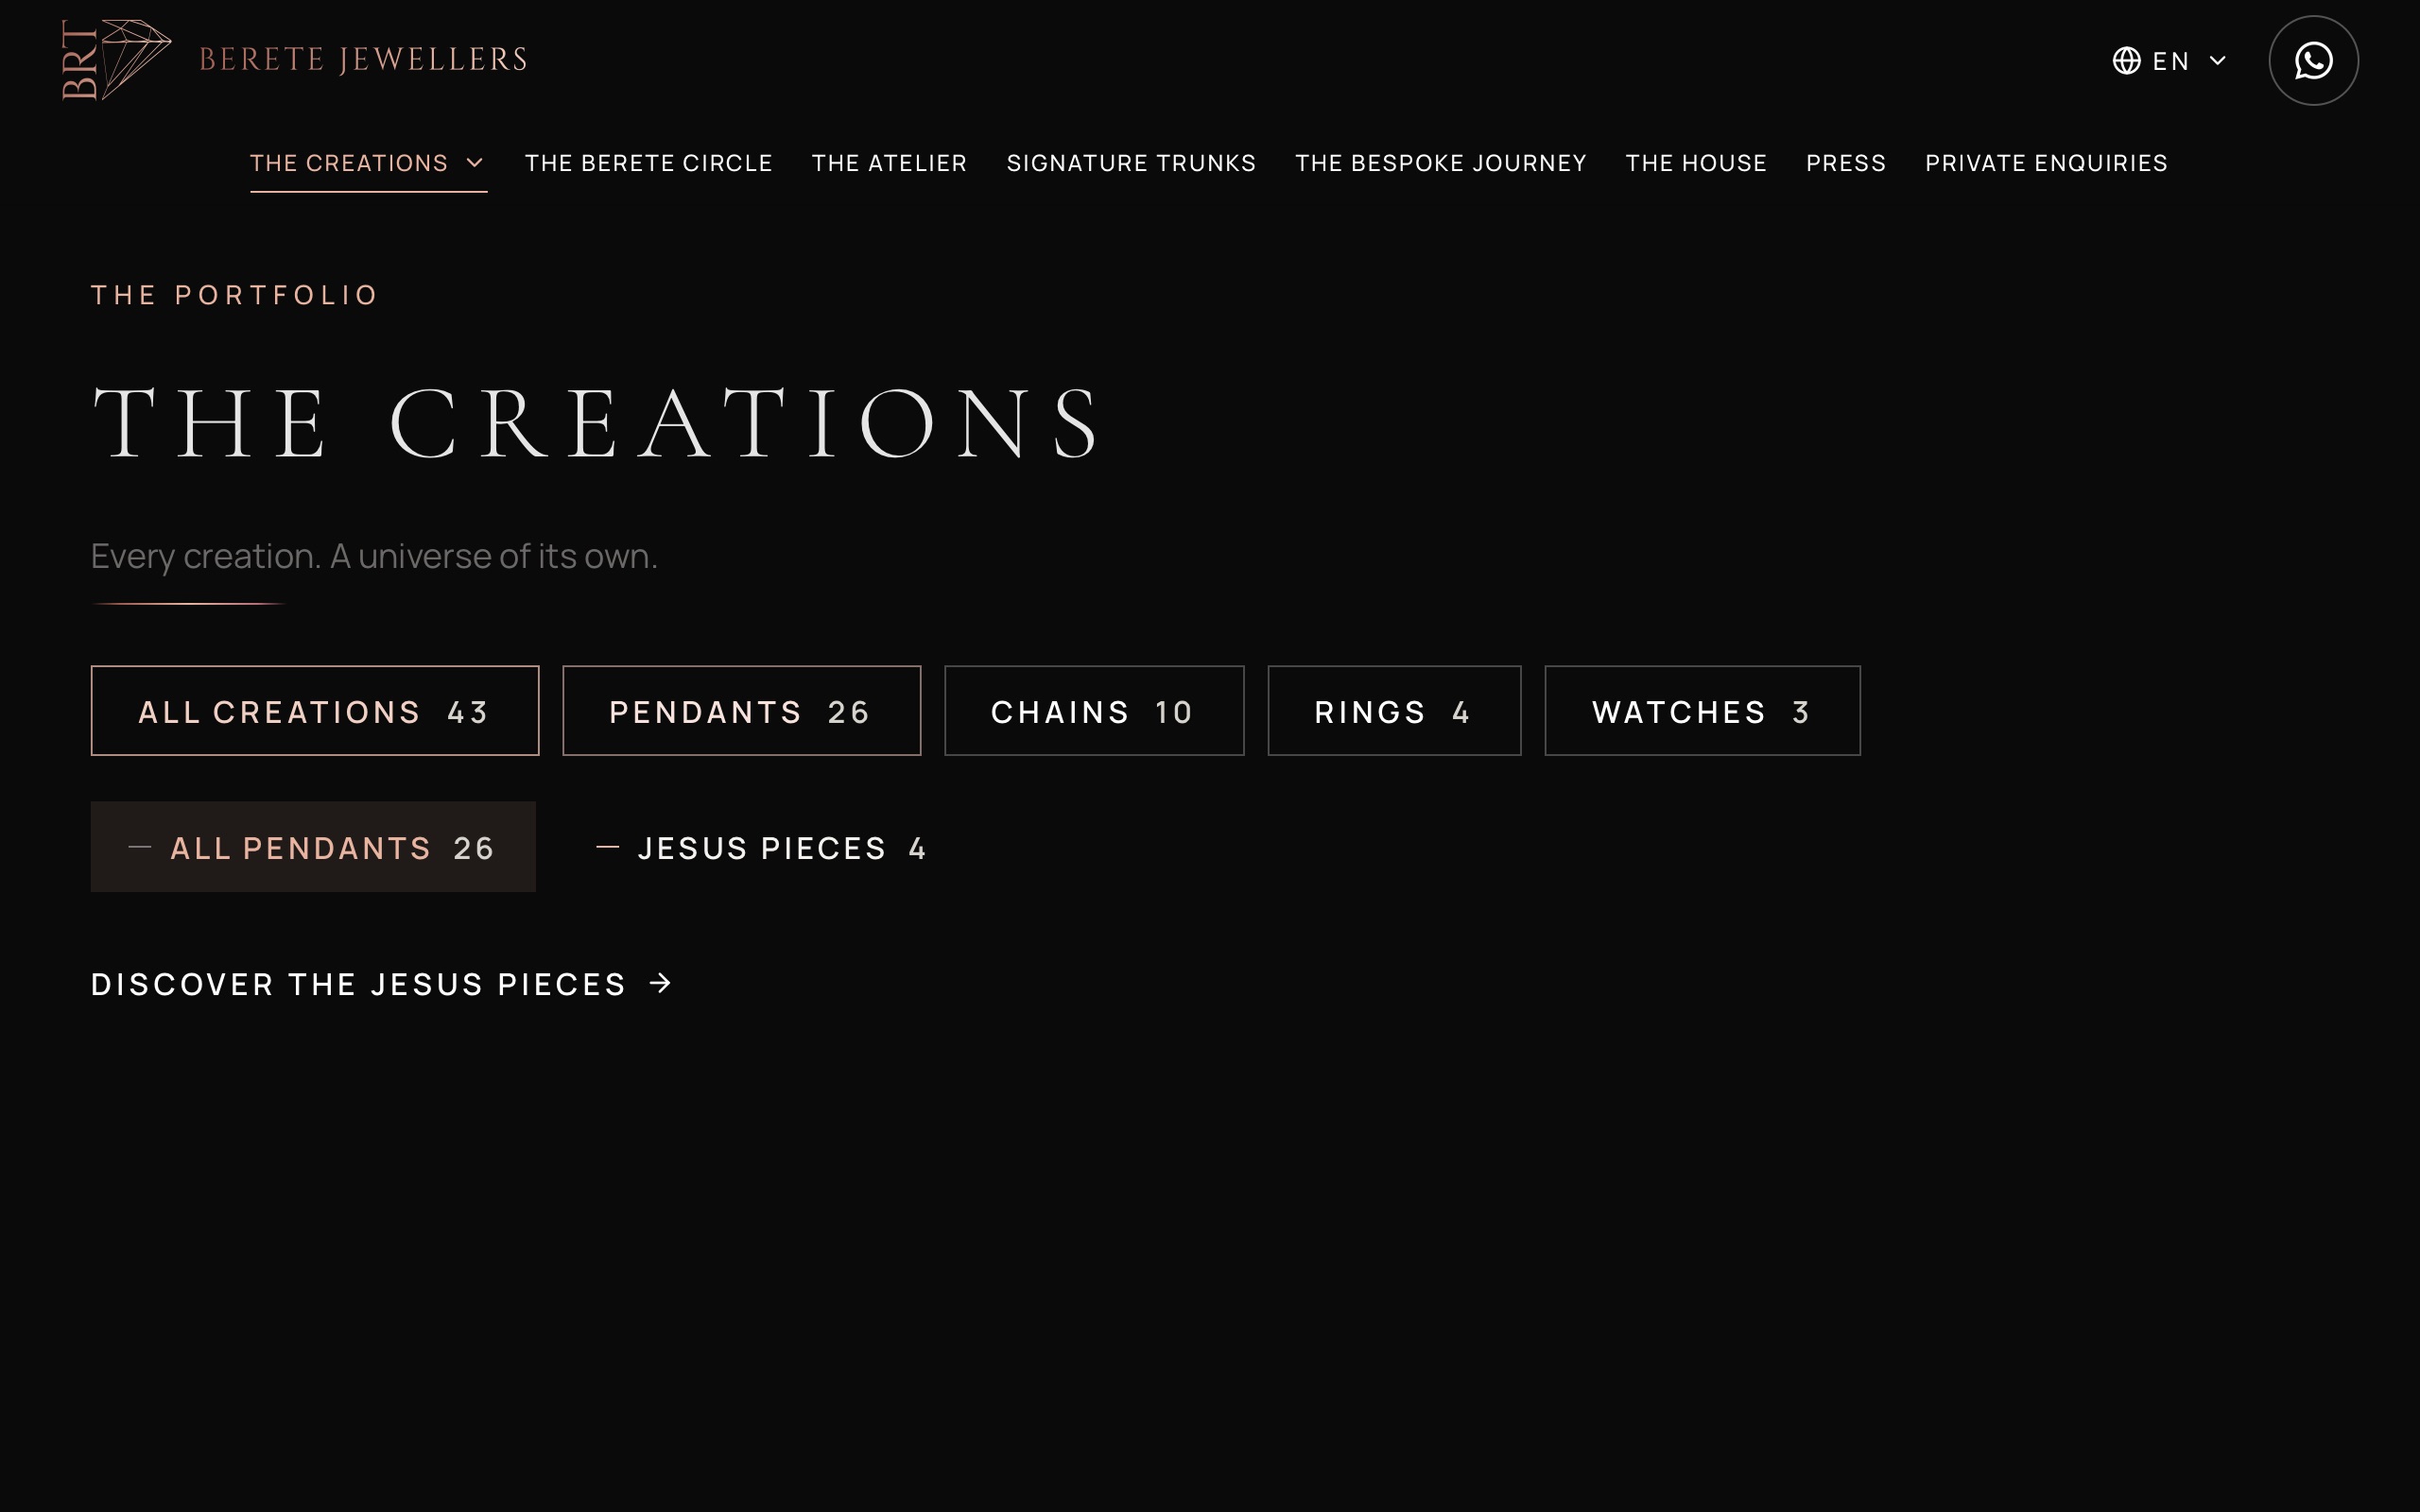 BRT
BERETE JEWELLERS
EN
THE CREATIONS THE BERETE CIRCLE THE ATELIER SIGNATURE TRUNKS THE BESPOKE JOURNEY THE HOUSE PRESS PRIVATE ENQUIRIES
THE PORTFOLIO
THE CREATIONS
Every creation. A universe of its own.
ALL CREATIONS 43 PENDANTS 26 CHAINS 10 RINGS 4 WATCHES 3
— ALL PENDANTS 26 — JESUS PIECES 4
DISCOVER THE JESUS PIECES →